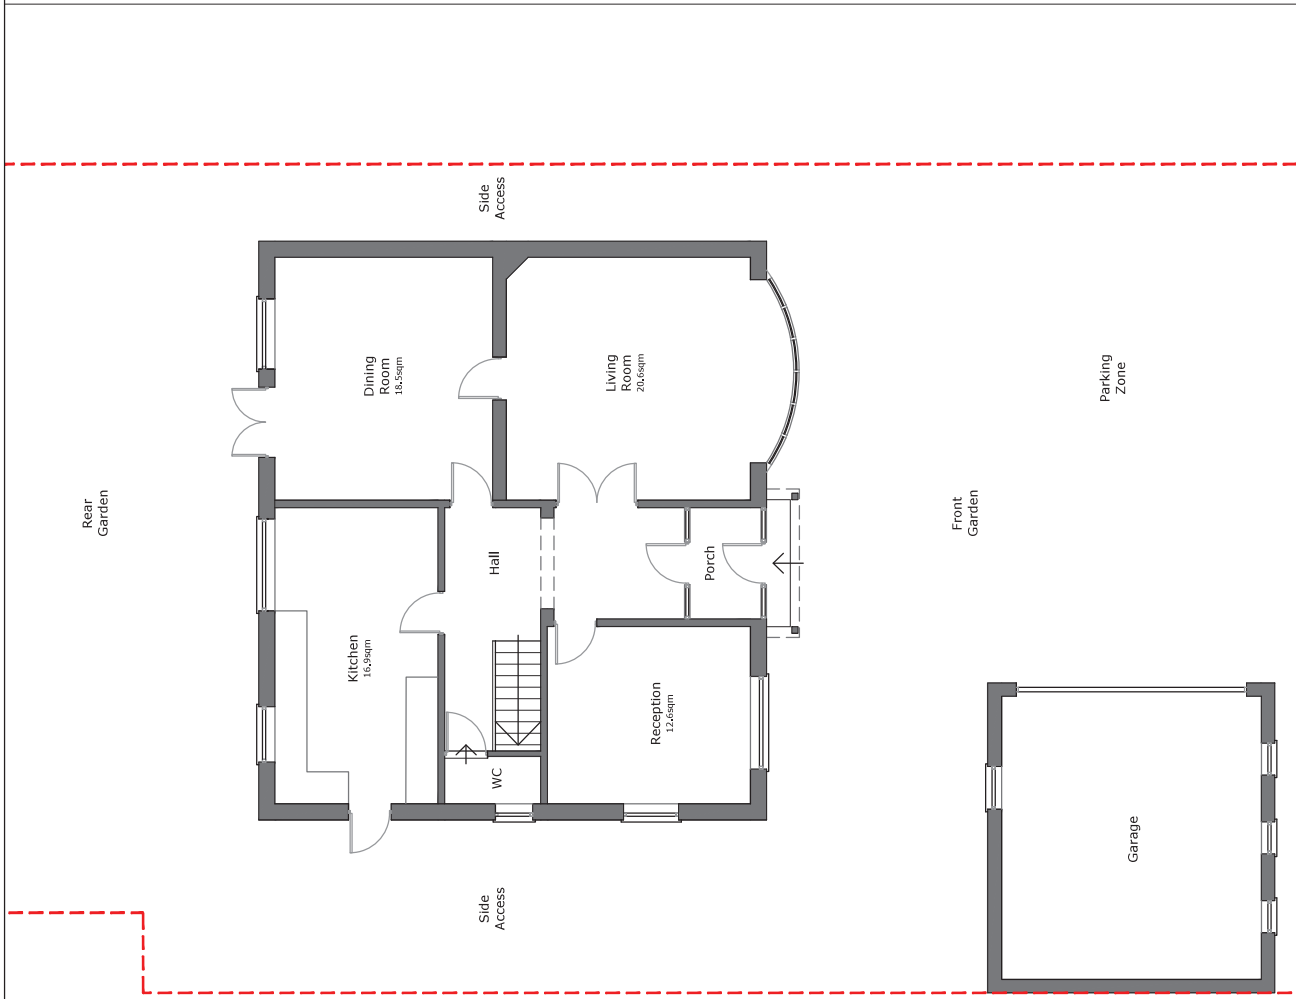 Side
Access
Dining
Room
18.5sqm
Living
Room
20.6sqm
Parking
Zone
Rear
Garden
Front
Garden
Hall
Porch
Kitchen
16.9sqm
Reception
12.6sqm
WC
Garage
Side
Access